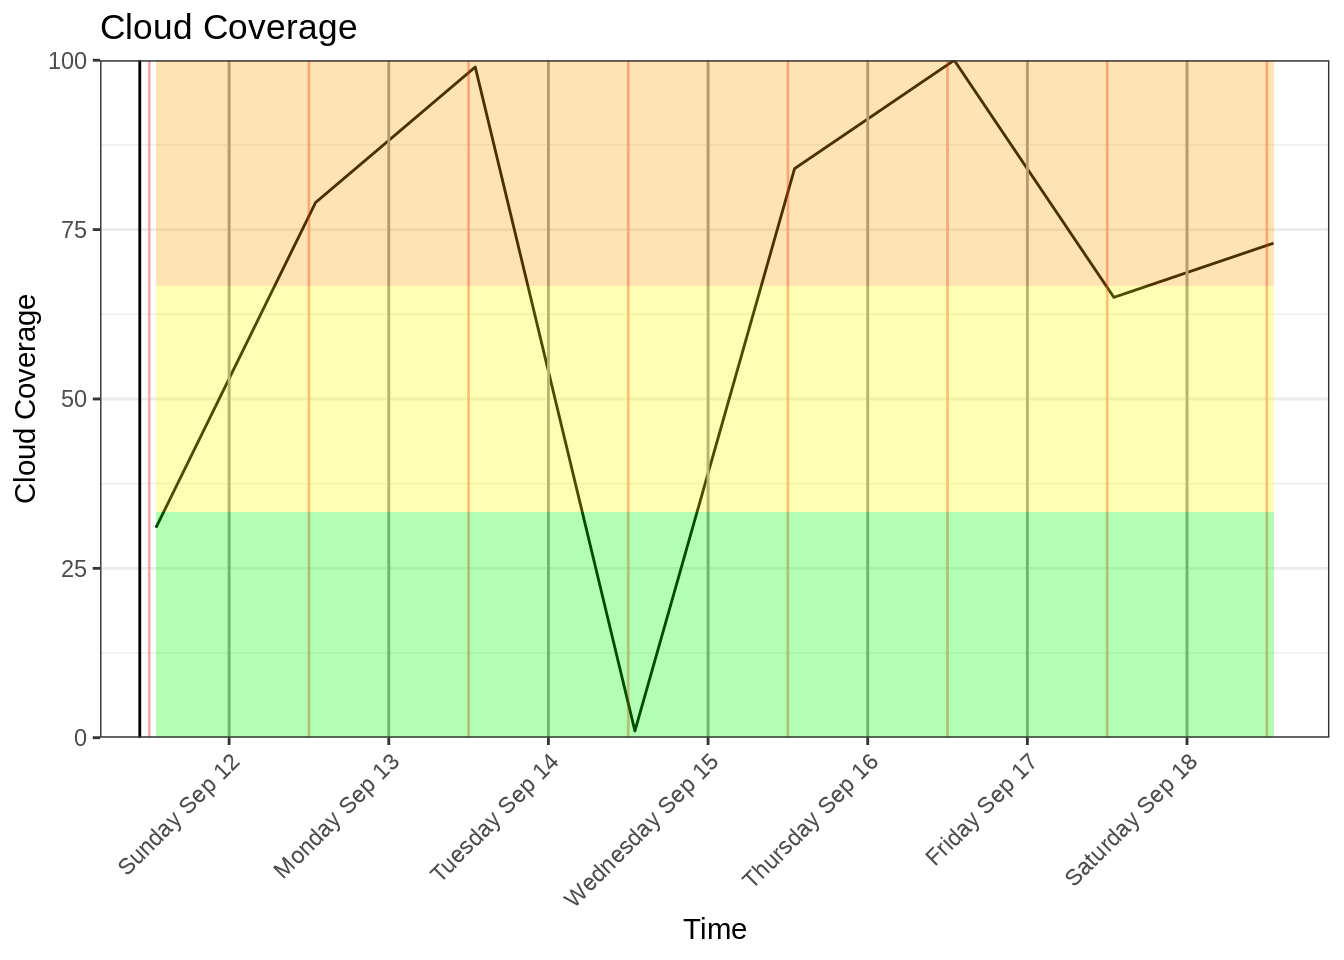 Cloud Coverage
100
75
50
25
0
Cloud Coverage
Sunday Sep 12
Monday Sep 13
Tuesday Sep 14
Wednesday Sep 15
Thursday Sep 16
Friday Sep 17
Saturday Sep 18
Time